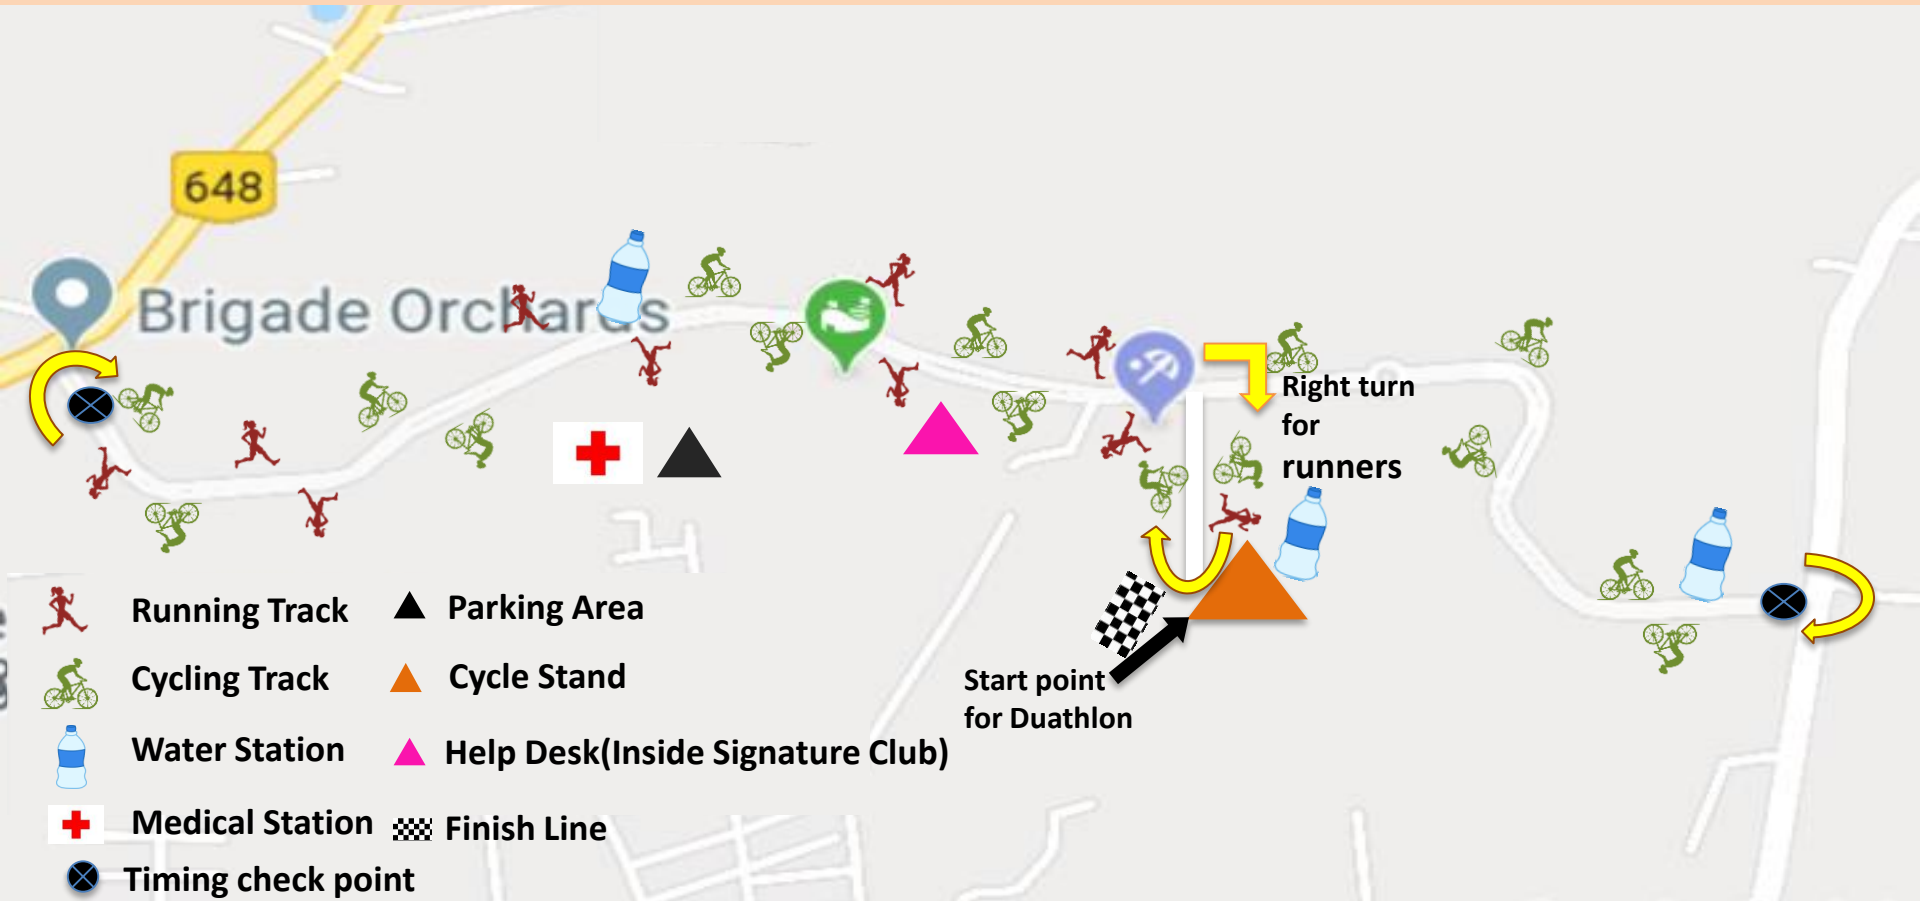 648
Brigade Orchards
Right turn
for
runners
Start point
for Duathlon
Running Track
Parking Area
Cycling Track
Cycle Stand
Water Station
Help Desk(Inside Signature Club)
Medical Station
Finish Line
Timing check point